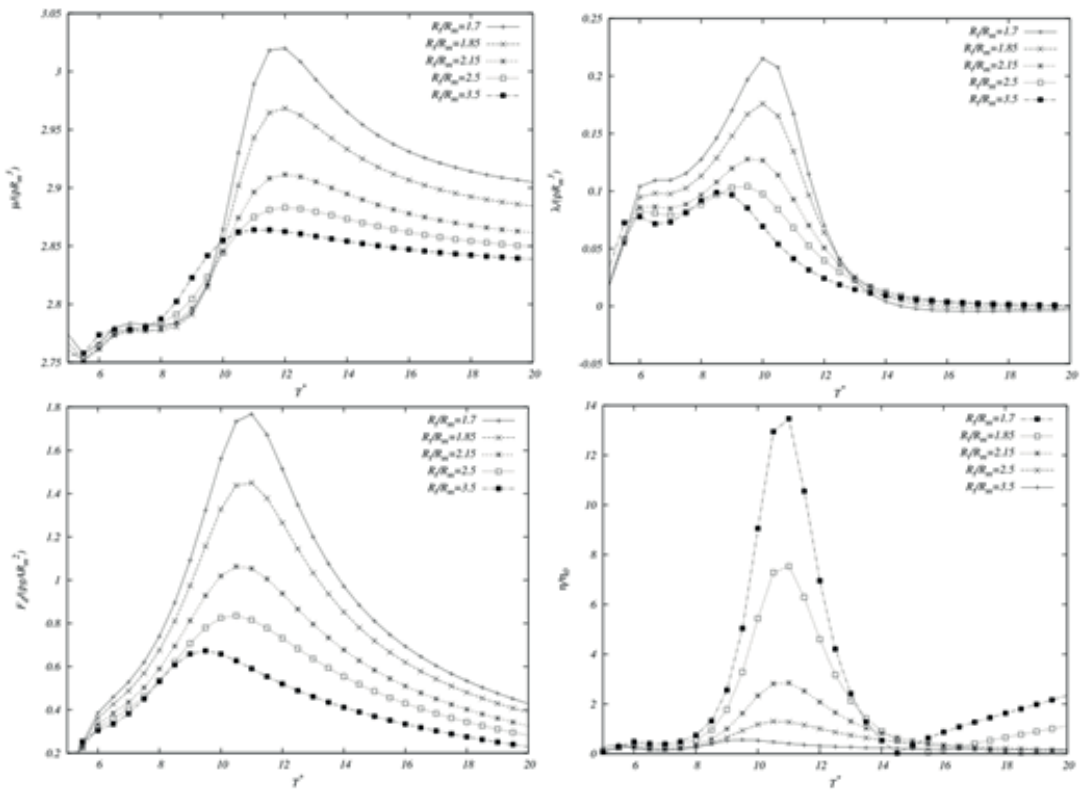 3.05
3
2.95
2.9
2.85
2.8
2.75
6 8 10 12 14 16 18 20
T*
μ/(ρR_m^3)
R_f/R_m=1.7
R_f/R_m=1.85
R_f/R_m=2.15
R_f/R_m=2.5
R_f/R_m=3.5
0.25
0.2
0.15
0.1
0.05
0
-0.05
6 8 10 12 14 16 18 20
T*
λ/(ρR_m^3)
R_f/R_m=1.7
R_f/R_m=1.85
R_f/R_m=2.15
R_f/R_m=2.5
R_f/R_m=3.5
1.8
1.6
1.4
1.2
1
0.8
0.6
0.4
0.2
6 8 10 12 14 16 18 20
T*
R_f/R_m=1.7
R_f/R_m=1.85
R_f/R_m=2.15
R_f/R_m=2.5
R_f/R_m=3.5
14
12
10
8
6
4
2
0
6 8 10 12 14 16 18 20
T*
η/η_0
R_f/R_m=1.7
R_f/R_m=1.85
R_f/R_m=2.15
R_f/R_m=2.5
R_f/R_m=3.5